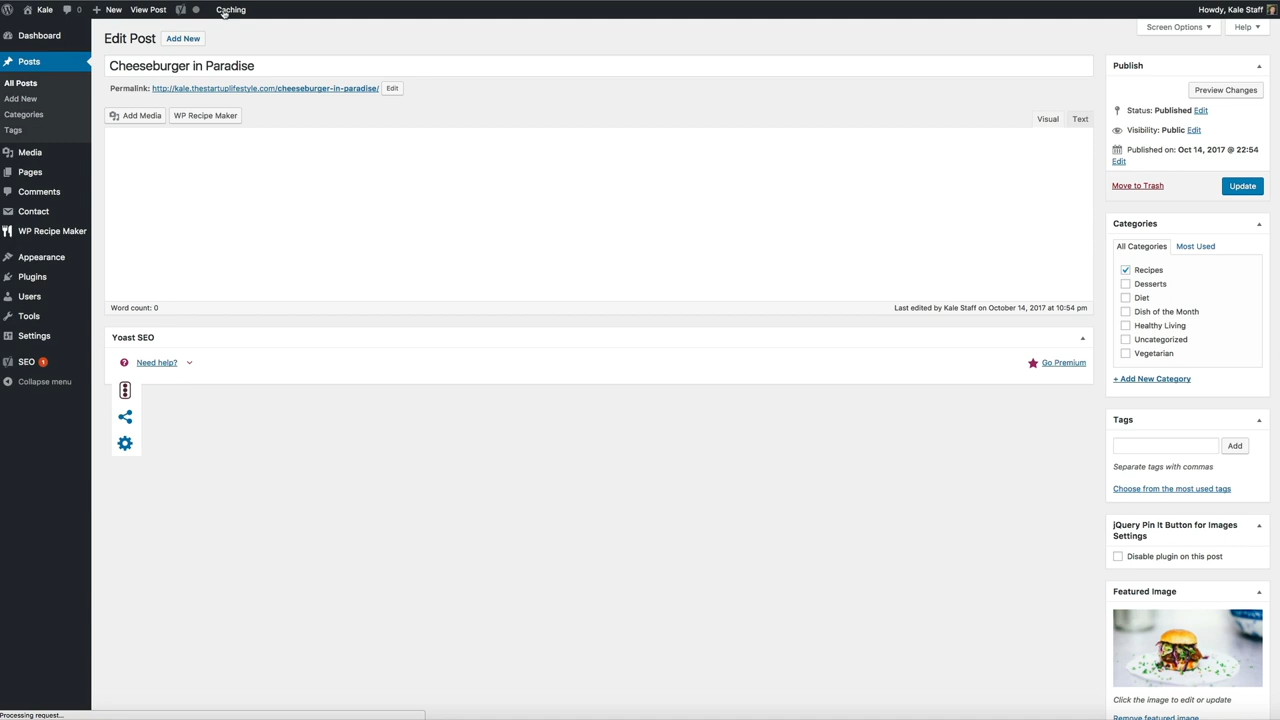 Kale
0
New
View Post
Caching
Howdy, Kale Staff
Dashboard
Posts
All Posts
Add New
Categories
Tags
Media
Pages
Comments
Contact
WP Recipe Maker
Appearance
Plugins
Users
Tools
Settings
SEO 1
Collapse menu
Screen Options
Help
Edit Post
Add New
Cheeseburger in Paradise
Permalink: http://kale.thestartuplifestyle.com/cheeseburger-in-paradise/ Edit
Add Media
WP Recipe Maker
Visual
Text
Word count: 0
Last edited by Kale Staff on October 14, 2017 at 10:54 pm
Yoast SEO
Need help?
Go Premium
Publish
Preview Changes
Status: Published Edit
Visibility: Public Edit
Published on: Oct 14, 2017 @ 22:54
Edit
Move to Trash
Update
Categories
All Categories
Most Used
Recipes
Desserts
Diet
Dish of the Month
Healthy Living
Uncategorized
Vegetarian
+ Add New Category
Tags
Add
Separate tags with commas
Choose from the most used tags
jQuery Pin It Button for Images
Settings
Disable plugin on this post
Featured Image
Click the image to edit or update
Remove featured image
Processing request...